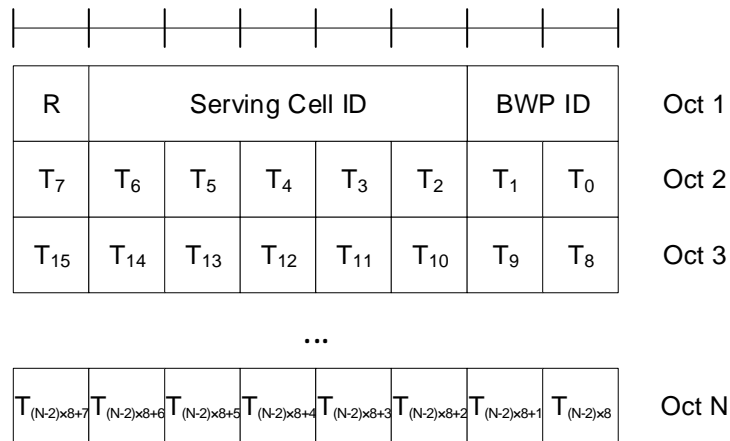 R Serving Cell ID BWP ID Oct 1
T7 T6 T5 T4 T3 T2 T1 T0 Oct 2
T15 T14 T13 T12 T11 T10 T9 T8 Oct 3
...
T(N-2)×8+7 T(N-2)×8+6 T(N-2)×8+5 T(N-2)×8+4 T(N-2)×8+3 T(N-2)×8+2 T(N-2)×8+1 T(N-2)×8 Oct N